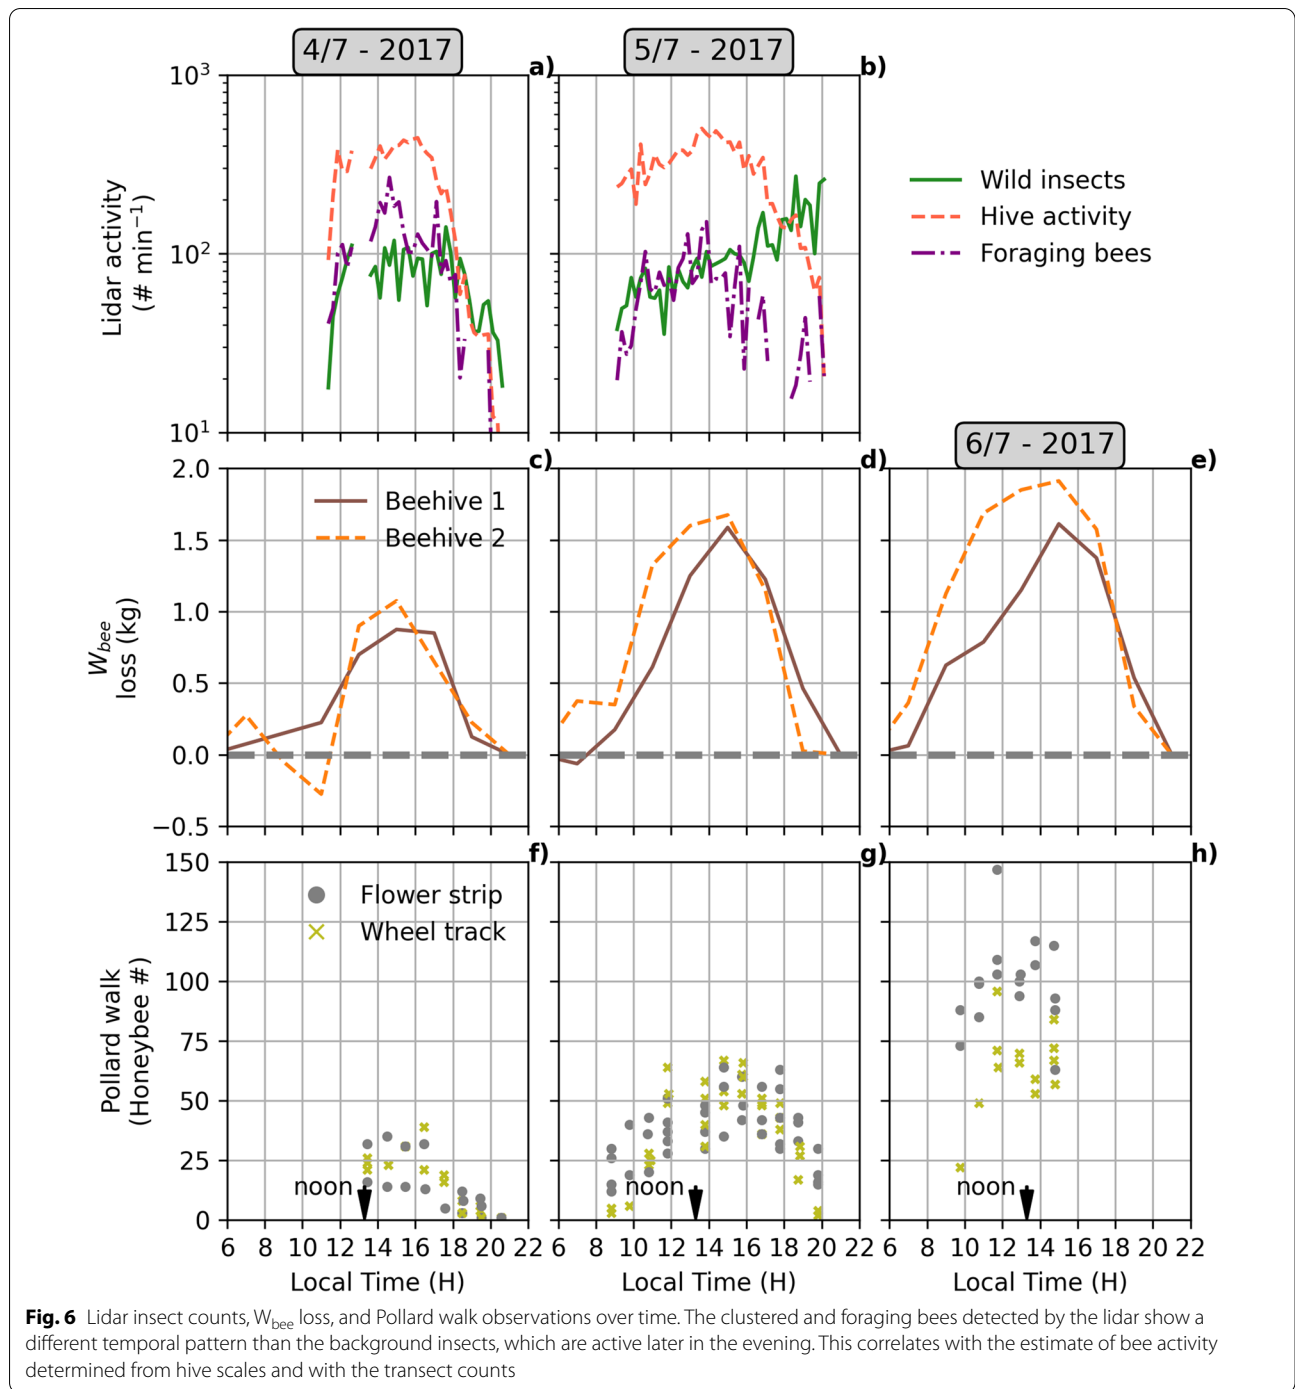 4/7 - 2017
5/7 - 2017
a)
b)
10³
10²
10¹
Lidar activity
(# min⁻¹)
Wild insects
Hive activity
Foraging bees
6/7 - 2017
c)
d)
e)
2.0
1.5
1.0
0.5
0.0
−0.5
W_bee
loss (kg)
Beehive 1
Beehive 2
f)
g)
h)
150
125
100
75
50
25
0
Pollard walk
(Honeybee #)
Flower strip
Wheel track
noon
noon
noon
6 8 10 12 14 16 18 20 22
6 8 10 12 14 16 18 20 22
6 8 10 12 14 16 18 20 22
Local Time (H)
Local Time (H)
Local Time (H)
Fig. 6 Lidar insect counts, W_bee loss, and Pollard walk observations over time. The clustered and foraging bees detected by the lidar show a
different temporal pattern than the background insects, which are active later in the evening. This correlates with the estimate of bee activity
determined from hive scales and with the transect counts